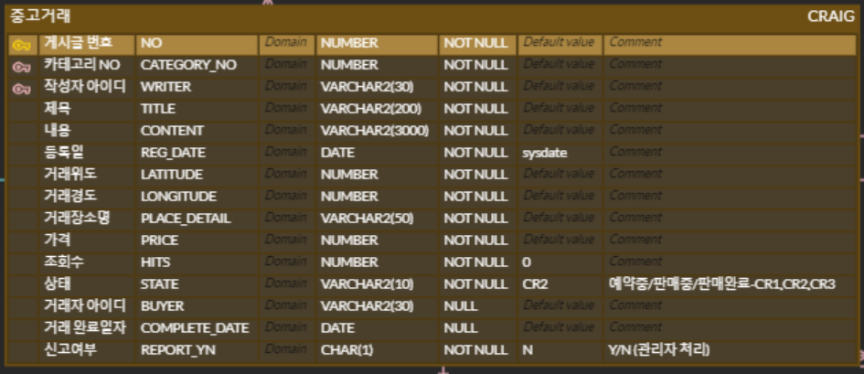 중고거래 CRAIG
게시글 번호 NO Domain NUMBER NOT NULL Default value Comment
카테고리 NO CATEGORY_NO Domain NUMBER NOT NULL Default value Comment
작성자 아이디 WRITER Domain VARCHAR2(30) NOT NULL Default value Comment
제목 TITLE Domain VARCHAR2(200) NOT NULL Default value Comment
내용 CONTENT Domain VARCHAR2(3000) NOT NULL Default value Comment
등록일 REG_DATE Domain DATE NOT NULL sysdate Comment
거래위도 LATITUDE Domain NUMBER NOT NULL Default value Comment
거래경도 LONGITUDE Domain NUMBER NOT NULL Default value Comment
거래장소명 PLACE_DETAIL Domain VARCHAR2(50) NOT NULL Default value Comment
가격 PRICE Domain NUMBER NOT NULL Default value Comment
조회수 HITS Domain NUMBER NOT NULL 0 Comment
상태 STATE Domain VARCHAR2(10) NOT NULL CR2 예약중/판매중/판매완료-CR1,CR2,CR3
거래자 아이디 BUYER Domain VARCHAR2(30) NULL Default value Comment
거래 완료일자 COMPLETE_DATE Domain DATE NULL Default value Comment
신고여부 REPORT_YN Domain CHAR(1) NOT NULL N Y/N (관리자 처리)